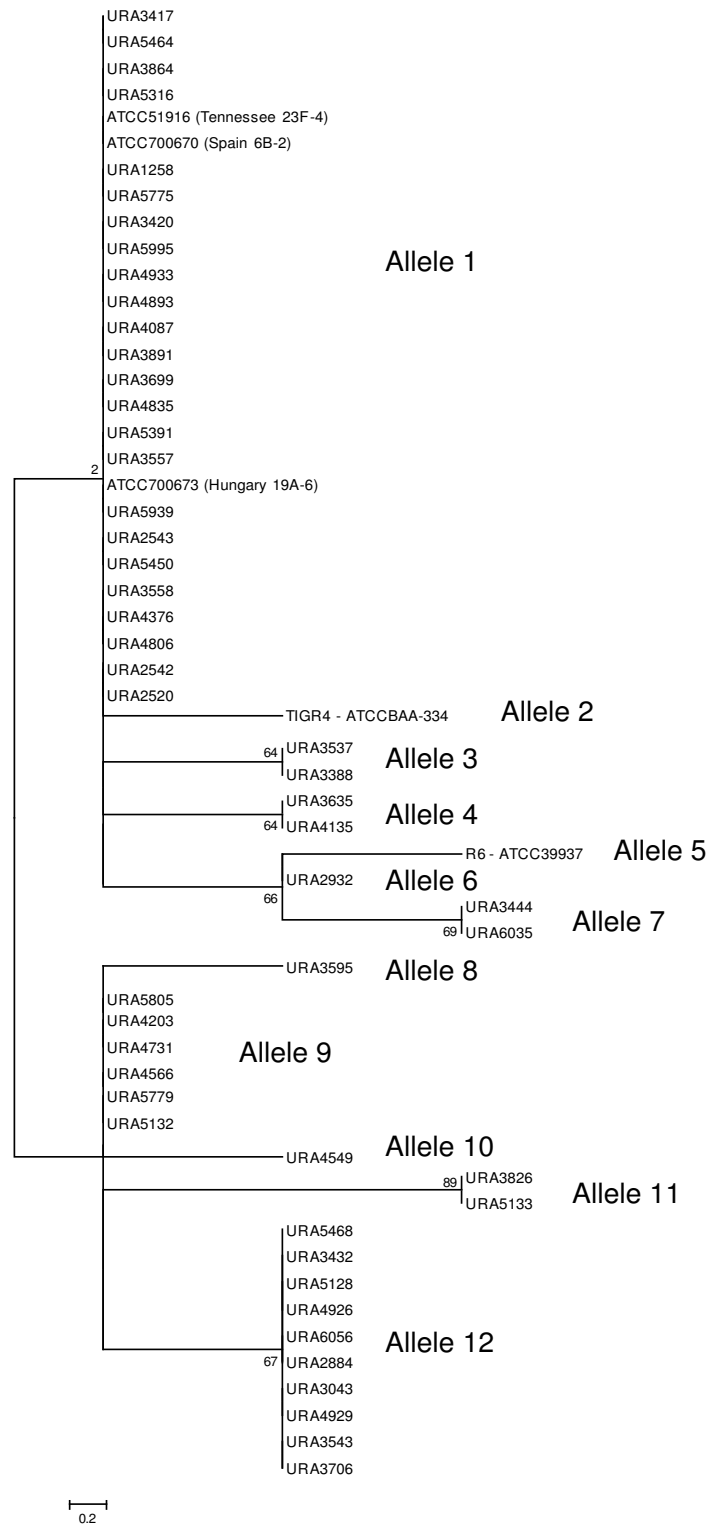 URA3417
URA5464
URA3864
URA5316
ATCC51916 (Tennessee 23F-4)
ATCC700670 (Spain 6B-2)
URA1258
URA5775
URA3420
URA5995
Allele 1
URA4933
URA4893
URA4087
URA3891
URA3699
URA4835
URA5391
URA3557
2
ATCC700673 (Hungary 19A-6)
URA5939
URA2543
URA5450
URA3558
URA4376
URA4806
URA2542
URA2520
TIGR4 - ATCCBAA-334 Allele 2
URA3537
64 Allele 3
URA3388
URA3635
Allele 4
64 URA4135
R6 - ATCC39937 Allele 5
URA2932 Allele 6
66
URA3444
Allele 7
69 URA6035
URA3595 Allele 8
URA5805
URA4203
URA4731 Allele 9
URA4566
URA5779
URA5132
URA4549 Allele 10
89 URA3826
Allele 11
URA5133
URA5468
URA3432
URA5128
URA4926
URA6056 Allele 12
67 URA2884
URA3043
URA4929
URA3543
URA3706
0.2